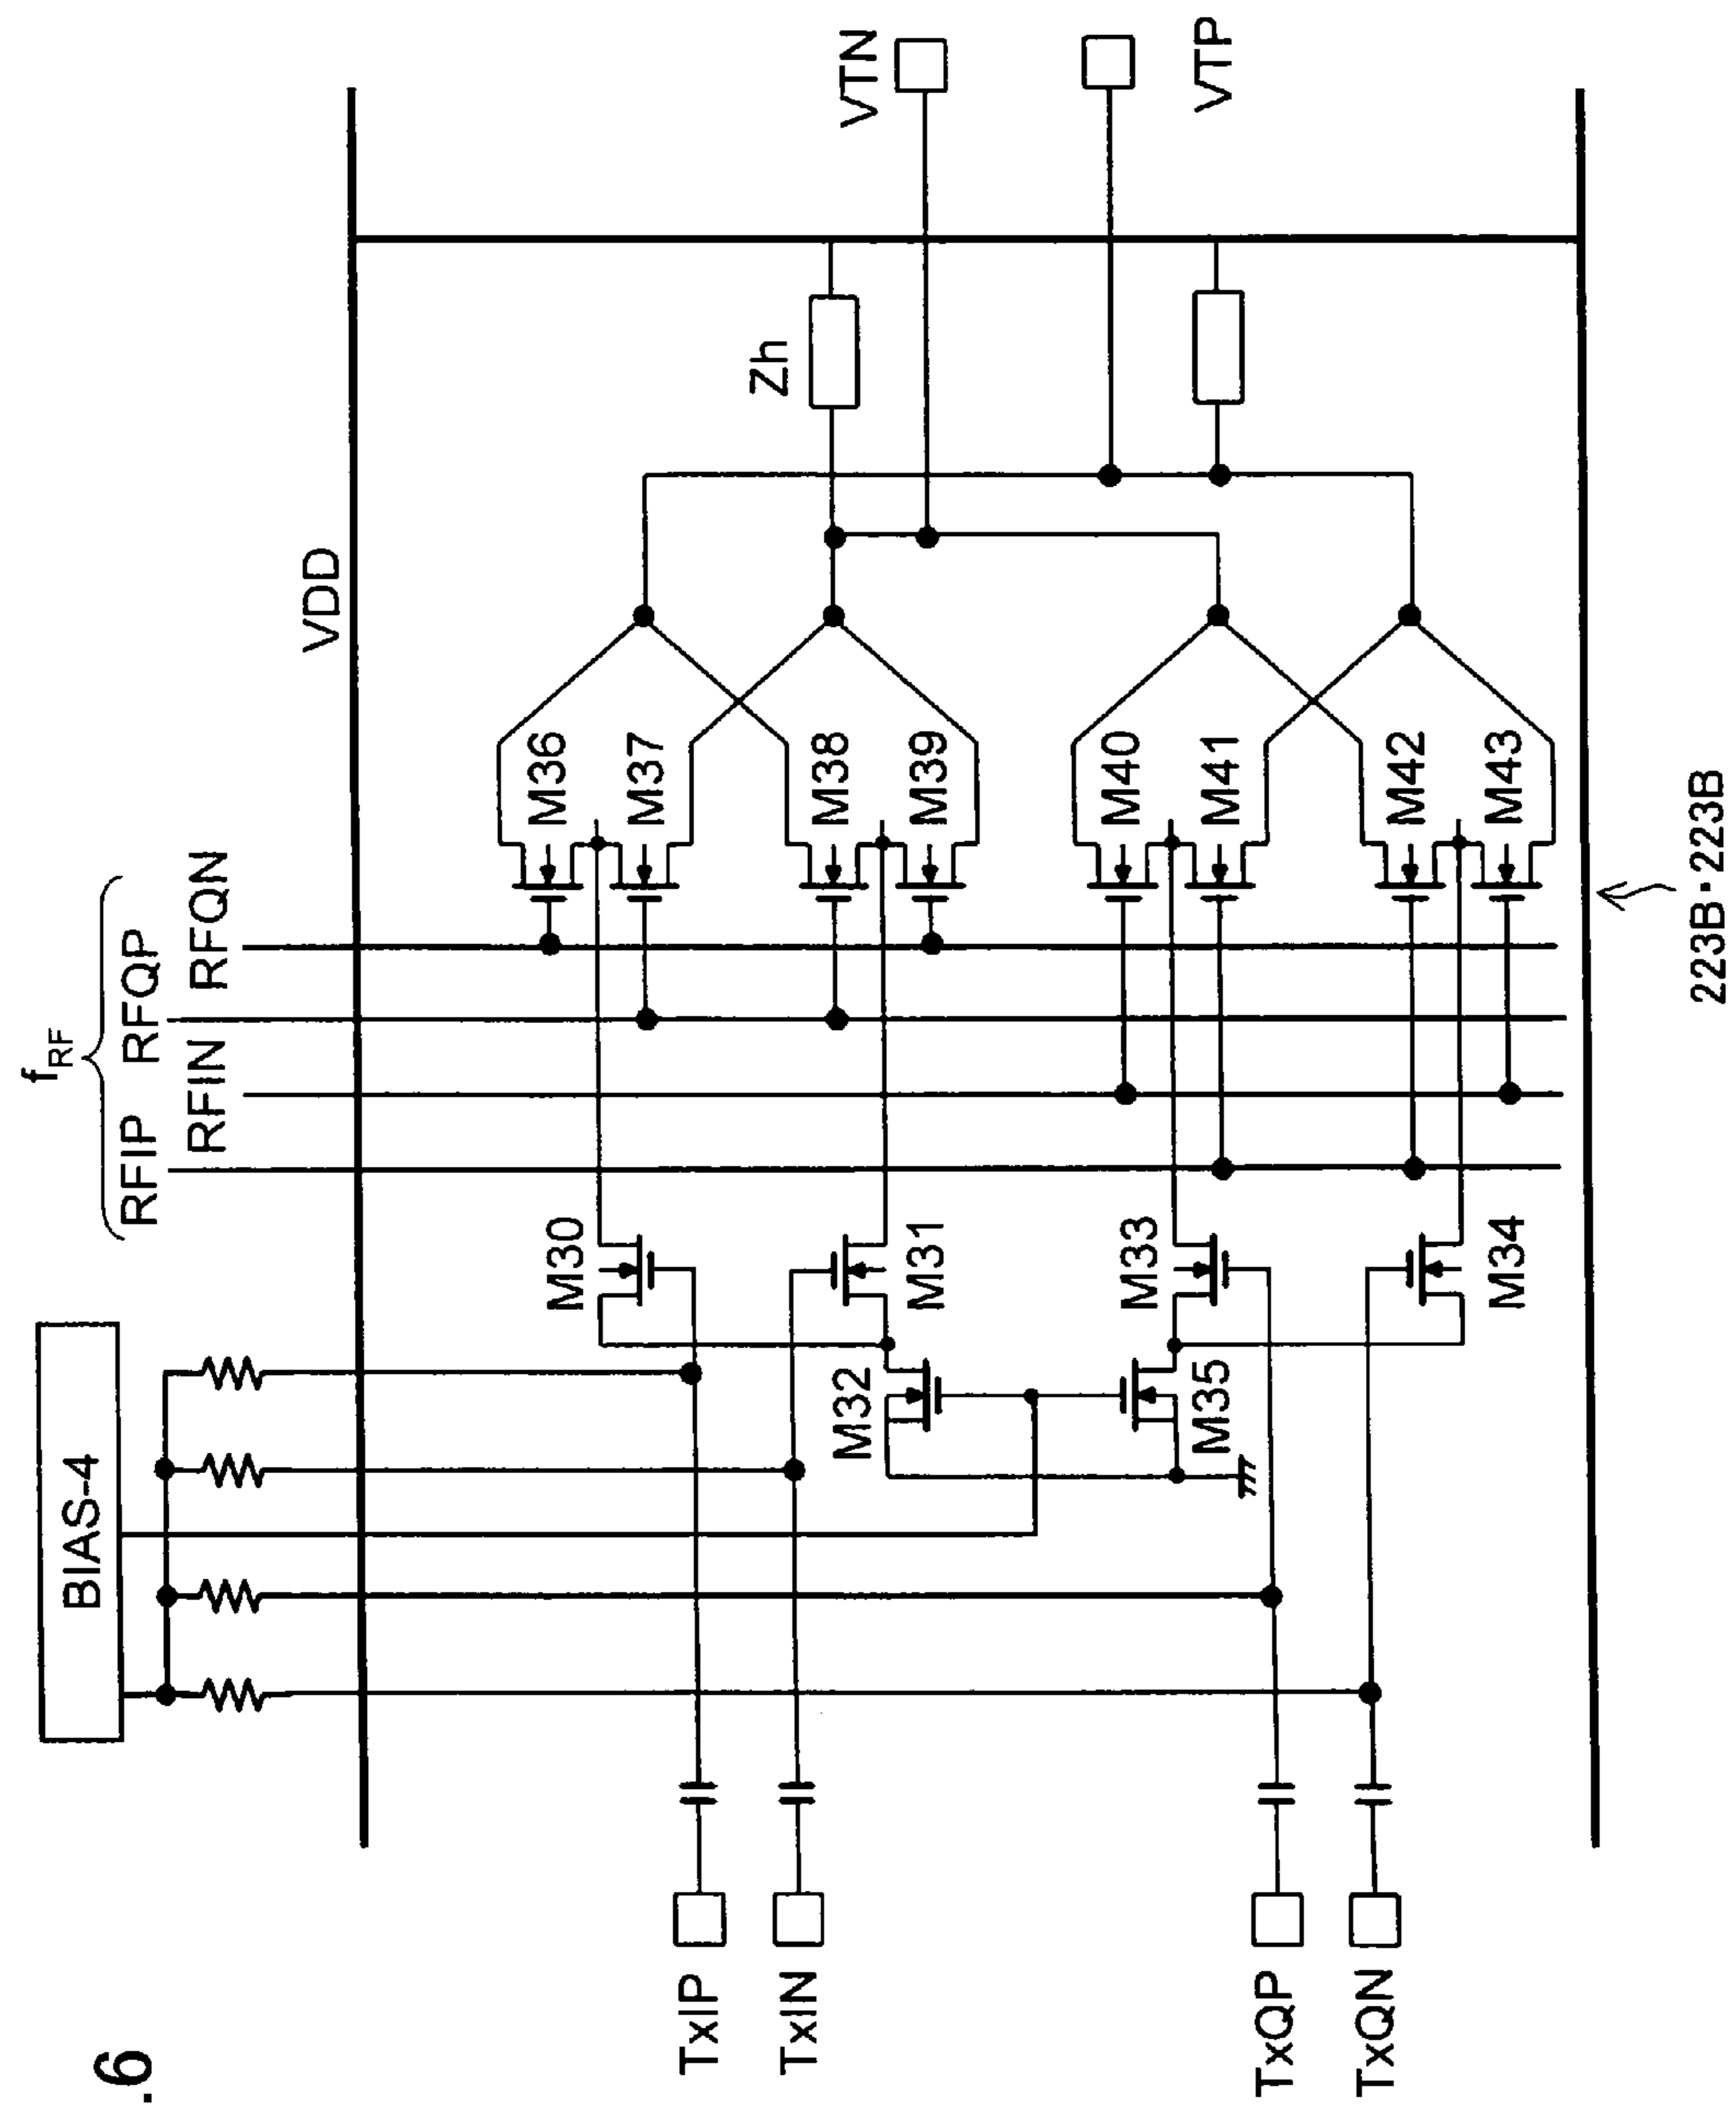 .6
BIAS-4
fRF
RFIP
RFQP
RFIN
RFQN
VDD
TxIP
TxIN
TxQP
TxQN
M30
M31
M32
M33
M34
M35
M36
M37
M38
M39
M40
M41
M42
M43
Zh
VTN
VTP
223B·223B